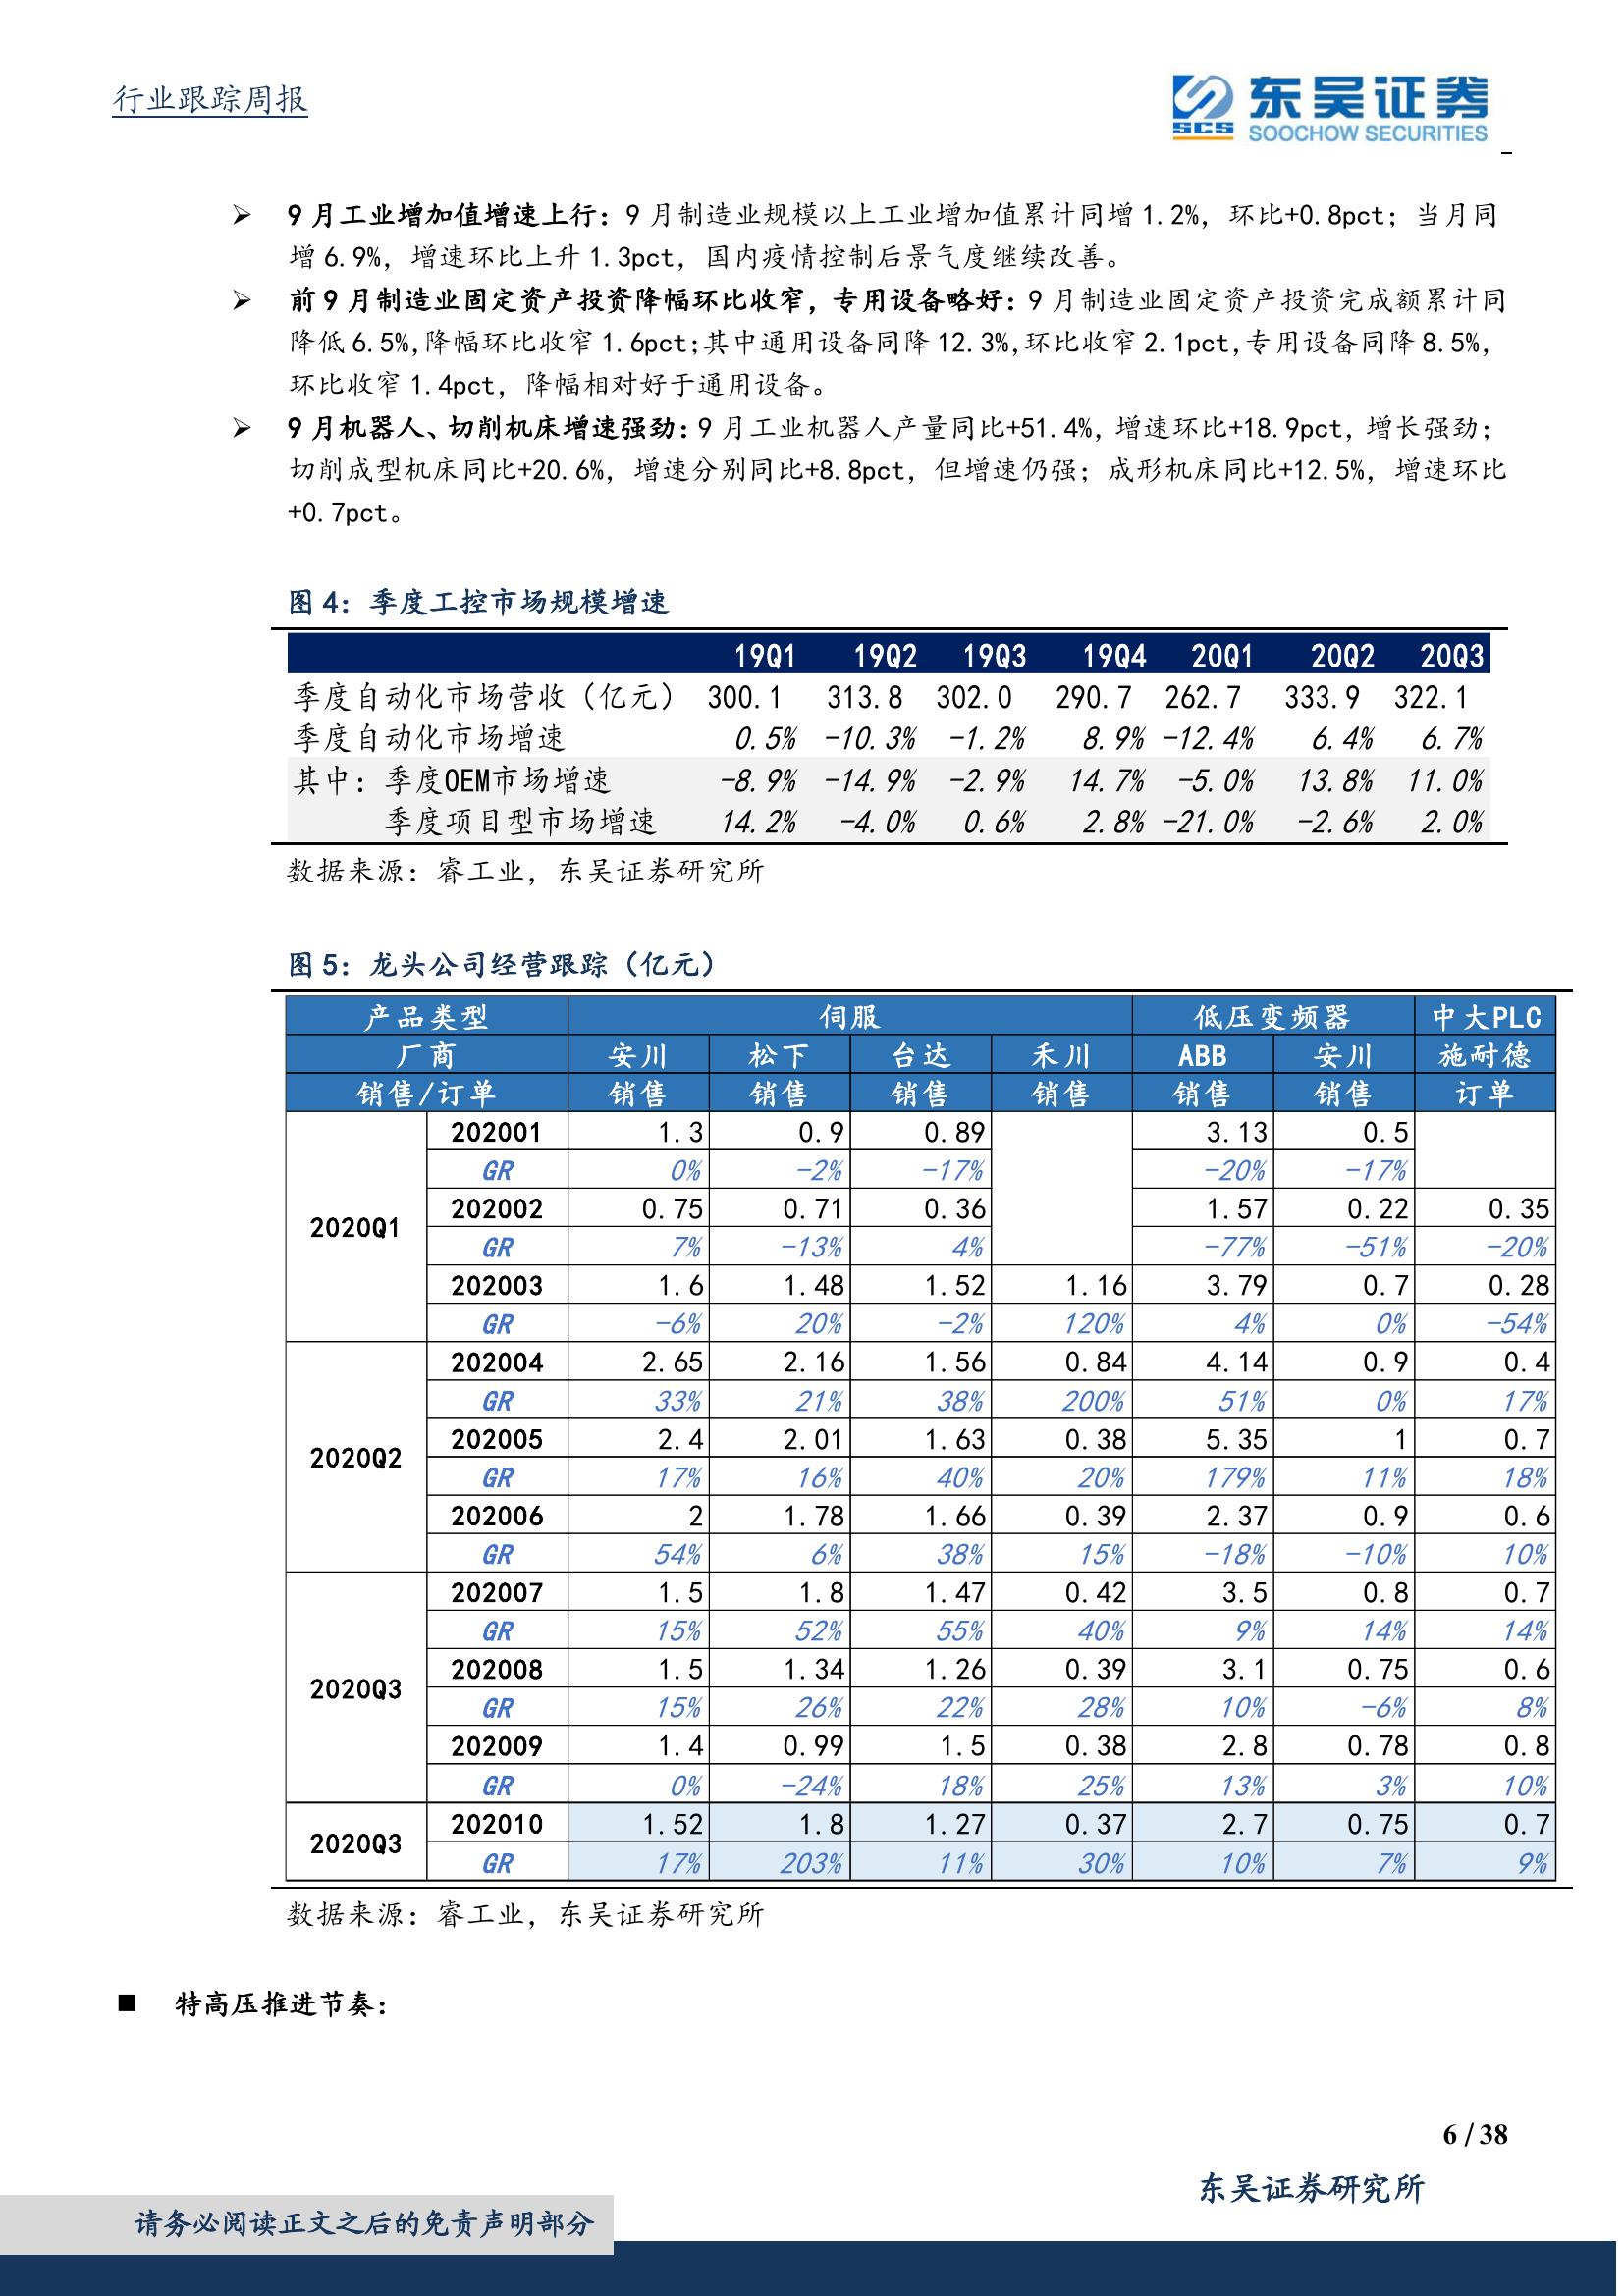 行业跟踪周报
东吴证券
SCS SOOCHOW SECURITIES
➢ 9 月工业增加值增速上行：9 月制造业规模以上工业增加值累计同增 1.2%，环比+0.8pct；当月同
增 6.9%，增速环比上升 1.3pct，国内疫情控制后景气度继续改善。
➢ 前 9 月制造业固定资产投资降幅环比收窄，专用设备略好：9 月制造业固定资产投资完成额累计同
降低 6.5%,降幅环比收窄 1.6pct;其中通用设备同降 12.3%,环比收窄 2.1pct,专用设备同降 8.5%,
环比收窄 1.4pct，降幅相对好于通用设备。
➢ 9 月机器人、切削机床增速强劲：9 月工业机器人产量同比+51.4%，增速环比+18.9pct，增长强劲；
切削成型机床同比+20.6%，增速分别同比+8.8pct，但增速仍强；成形机床同比+12.5%，增速环比
+0.7pct。
图 4：季度工控市场规模增速
19Q1 19Q2 19Q3 19Q4 20Q1 20Q2 20Q3
季度自动化市场营收（亿元） 300.1 313.8 302.0 290.7 262.7 333.9 322.1
季度自动化市场增速 0.5% -10.3% -1.2% 8.9% -12.4% 6.4% 6.7%
其中：季度OEM市场增速 -8.9% -14.9% -2.9% 14.7% -5.0% 13.8% 11.0%
季度项目型市场增速 14.2% -4.0% 0.6% 2.8% -21.0% -2.6% 2.0%
数据来源：睿工业，东吴证券研究所
图 5：龙头公司经营跟踪（亿元）
产品类型 伺服 低压变频器 中大PLC
厂商 安川 松下 台达 禾川 ABB 安川 施耐德
销售/订单 销售 销售 销售 销售 销售 销售 订单
202001 1.3 0.9 0.89 3.13 0.5
GR 0% -2% -17% -20% -17%
202002 0.75 0.71 0.36 1.57 0.22 0.35
2020Q1
GR 7% -13% 4% -77% -51% -20%
202003 1.6 1.48 1.52 1.16 3.79 0.7 0.28
GR -6% 20% -2% 120% 4% 0% -54%
202004 2.65 2.16 1.56 0.84 4.14 0.9 0.4
GR 33% 21% 38% 200% 51% 0% 17%
202005 2.4 2.01 1.63 0.38 5.35 1 0.7
2020Q2
GR 17% 16% 40% 20% 179% 11% 18%
202006 2 1.78 1.66 0.39 2.37 0.9 0.6
GR 54% 6% 38% 15% -18% -10% 10%
202007 1.5 1.8 1.47 0.42 3.5 0.8 0.7
GR 15% 52% 55% 40% 9% 14% 14%
202008 1.5 1.34 1.26 0.39 3.1 0.75 0.6
2020Q3
GR 15% 26% 22% 28% 10% -6% 8%
202009 1.4 0.99 1.5 0.38 2.8 0.78 0.8
GR 0% -24% 18% 25% 13% 3% 10%
202010 1.52 1.8 1.27 0.37 2.7 0.75 0.7
2020Q3
GR 17% 203% 11% 30% 10% 7% 9%
数据来源：睿工业，东吴证券研究所
■ 特高压推进节奏：
6 / 38
东吴证券研究所
请务必阅读正文之后的免责声明部分